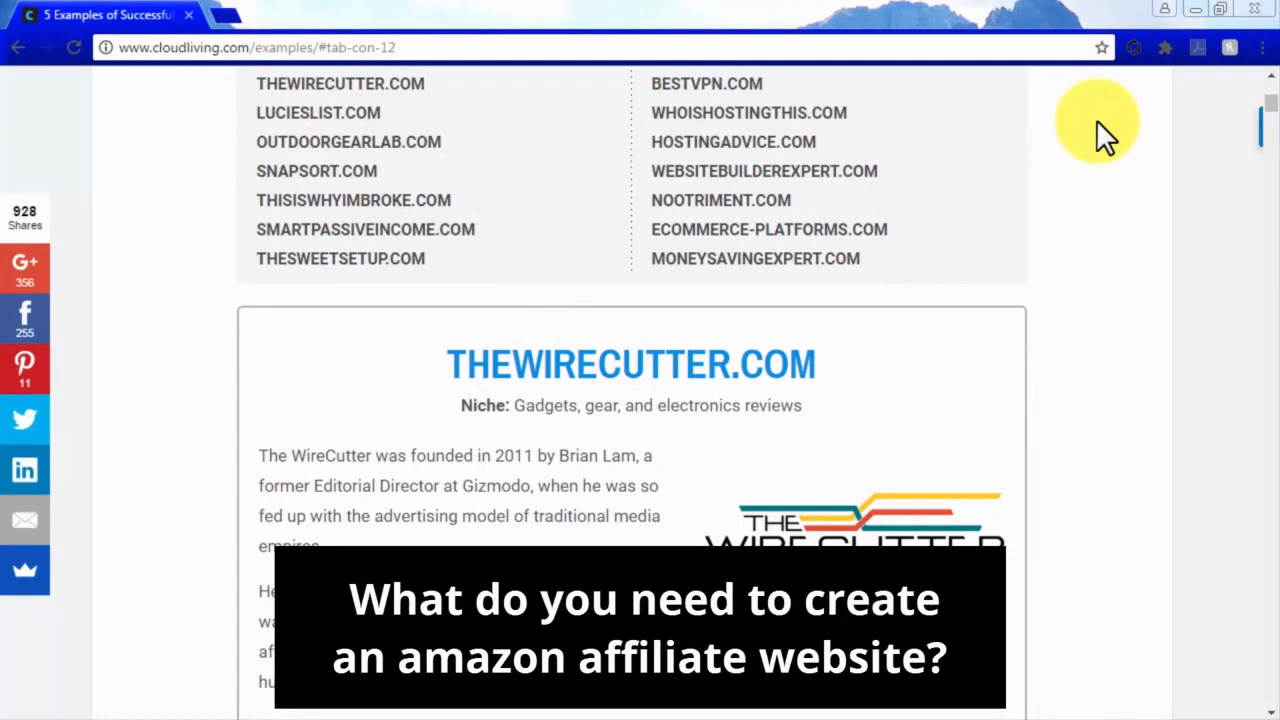 5 Examples of Successfu
www.cloudliving.com/examples/#tab-con-12
THEWIRECUTTER.COM
LUCIESLIST.COM
OUTDOORGEARLAB.COM
SNAPSORT.COM
THISISWHYIMBROKE.COM
SMARTPASSIVEINCOME.COM
THESWEETSETUP.COM
BESTVPN.COM
WHOISHOSTINGTHIS.COM
HOSTINGADVICE.COM
WEBSITEBUILDEREXPERT.COM
NOOTRIMENT.COM
ECOMMERCE-PLATFORMS.COM
MONEYSAVINGEXPERT.COM
928
Shares
G+
356
255
11
THEWIRECUTTER.COM
Niche: Gadgets, gear, and electronics reviews
The WireCutter was founded in 2011 by Brian Lam, a
former Editorial Director at Gizmodo, when he was so
fed up with the advertising model of traditional media
empires
THE
WIRECUTTER
What do you need to create
an amazon affiliate website?